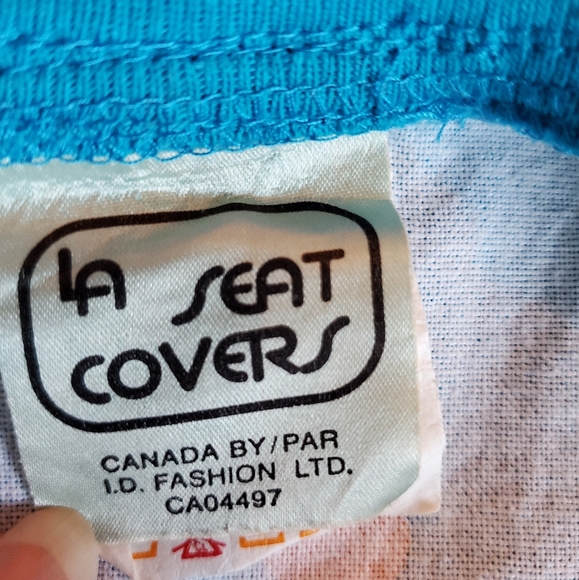 LA SEAT
COVERS
CANADA BY/PAR
I.D. FASHION LTD.
CA04497